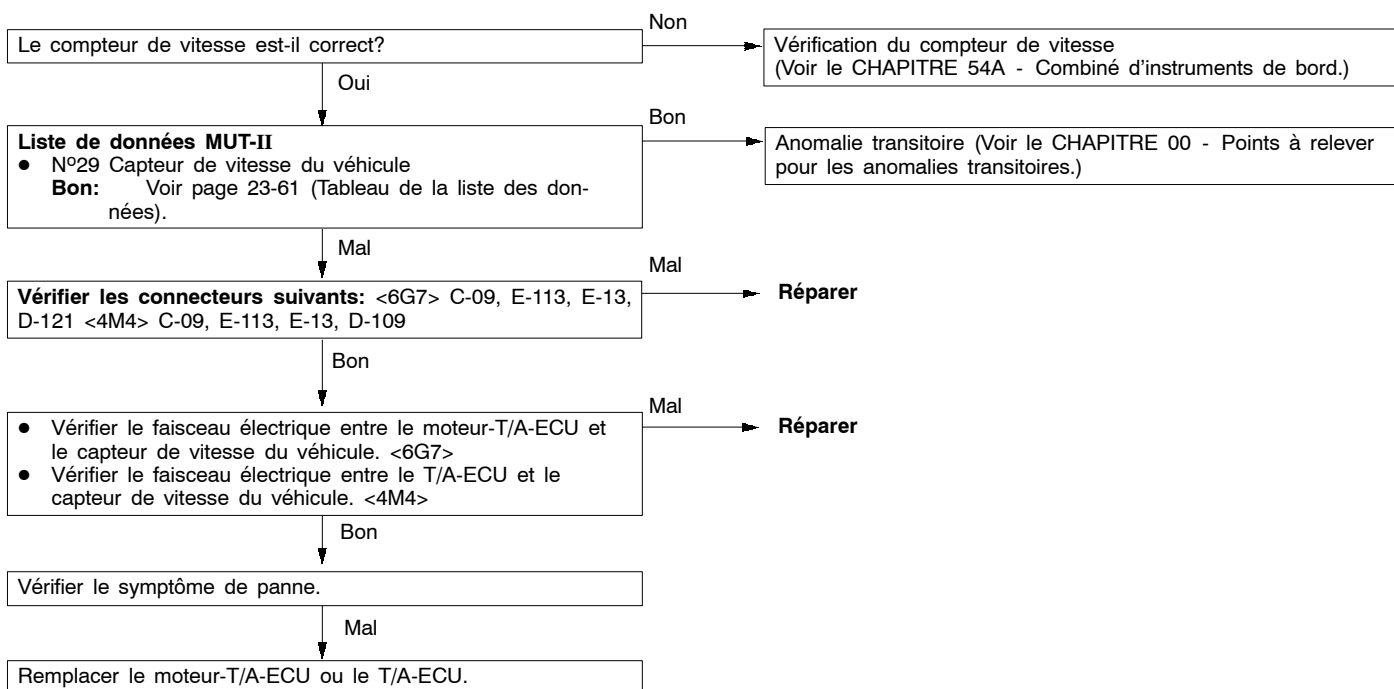 Le compteur de vitesse est-il correct?
Non
Vérification du compteur de vitesse
(Voir le CHAPITRE 54A - Combiné d'instruments de bord.)
Oui
Liste de données MUT-II
● Nº29 Capteur de vitesse du véhicule
Bon: Voir page 23-61 (Tableau de la liste des don-
nées).
Bon
Anomalie transitoire (Voir le CHAPITRE 00 - Points à relever
pour les anomalies transitoires.)
Mal
Vérifier les connecteurs suivants: <6G7> C-09, E-113, E-13,
D-121 <4M4> C-09, E-113, E-13, D-109
Mal
Réparer
Bon
● Vérifier le faisceau électrique entre le moteur-T/A-ECU et
le capteur de vitesse du véhicule. <6G7>
● Vérifier le faisceau électrique entre le T/A-ECU et le
capteur de vitesse du véhicule. <4M4>
Mal
Réparer
Bon
Vérifier le symptôme de panne.
Mal
Remplacer le moteur-T/A-ECU ou le T/A-ECU.